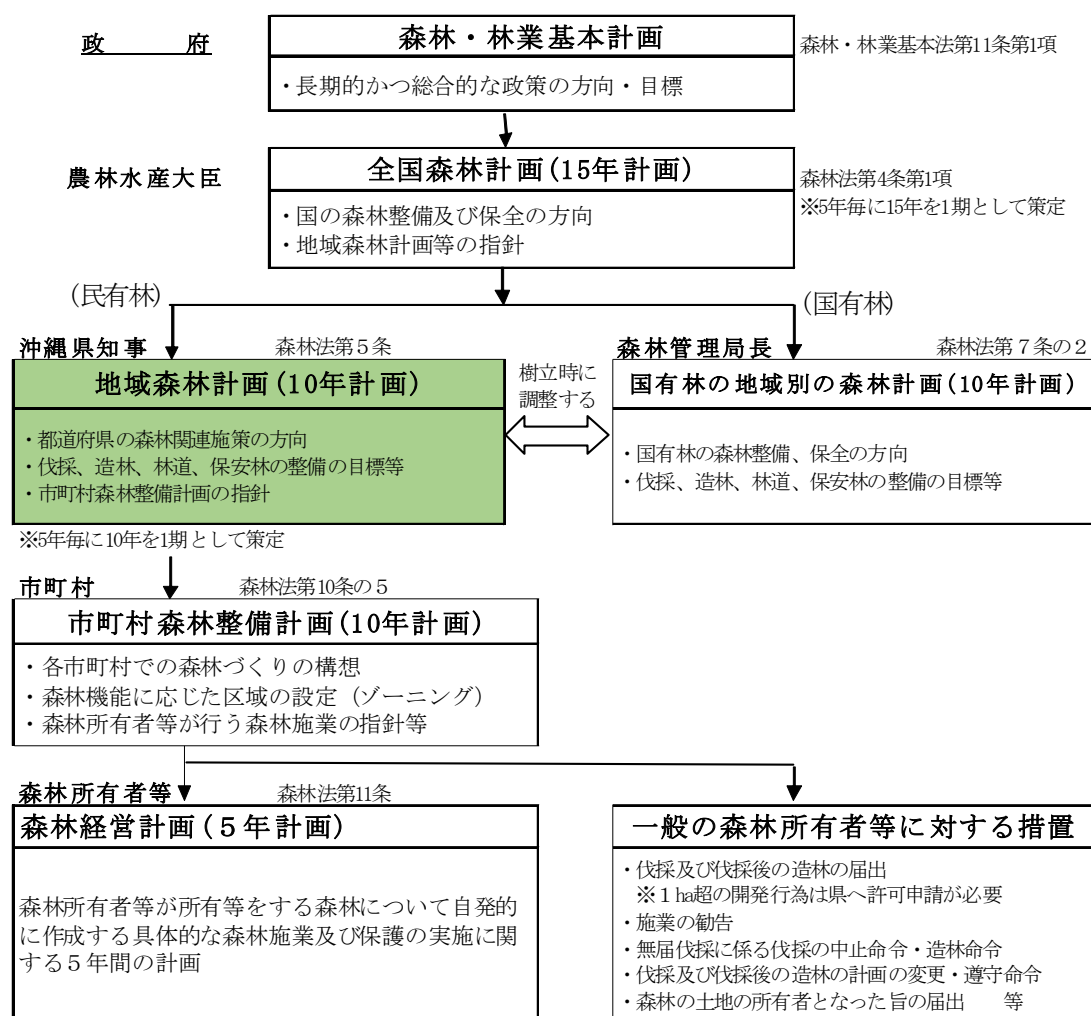 政　府
森林・林業基本計画
森林・林業基本法第11条第1項
・長期的かつ総合的な政策の方向・目標
農林水産大臣
全国森林計画(15年計画)
森林法第4条第1項
※5年毎に15年を1期として策定
・国の森林整備及び保全の方向
・地域森林計画等の指針
(民有林)
(国有林)
沖縄県知事
森林法第5条
地域森林計画(10年計画)
・都道府県の森林関連施策の方向
・伐採、造林、林道、保安林の整備の目標等
・市町村森林整備計画の指針
※5年毎に10年を1期として策定
樹立時に
調整する
森林管理局長
森林法第7条の2
国有林の地域別の森林計画(10年計画)
・国有林の森林整備、保全の方向
・伐採、造林、林道、保安林の整備の目標等
市町村
森林法第10条の5
市町村森林整備計画(10年計画)
・各市町村での森林づくりの構想
・森林機能に応じた区域の設定（ゾーニング）
・森林所有者等が行う森林施業の指針等
森林所有者等
森林法第11条
森林経営計画(5年計画)
森林所有者等が所有等をする森林について自発的
に作成する具体的な森林施業及び保護の実施に関
する5年間の計画
一般の森林所有者等に対する措置
・伐採及び伐採後の造林の届出
※1ha超の開発行為は県へ許可申請が必要
・施業の勧告
・無届伐採に係る伐採の中止命令・造林命令
・伐採及び伐採後の造林の計画の変更・遵守命令
・森林の土地の所有者となった旨の届出　等